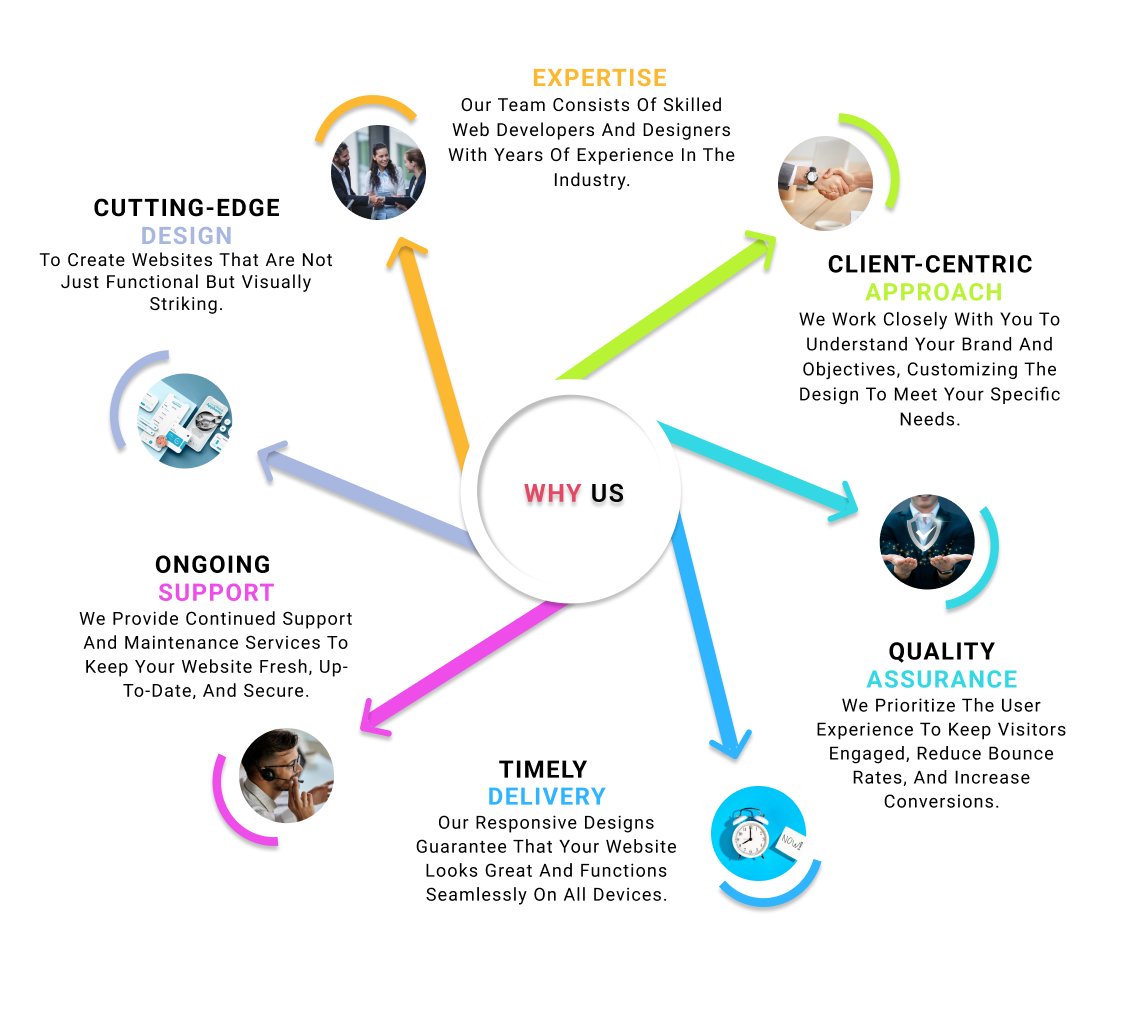 EXPERTISE
Our Team Consists Of Skilled
Web Developers And Designers
With Years Of Experience In The
Industry.
CLIENT-CENTRIC
APPROACH
We Work Closely With You To
Understand Your Brand And
Objectives, Customizing The
Design To Meet Your Specific
Needs.
QUALITY
ASSURANCE
We Prioritize The User
Experience To Keep Visitors
Engaged, Reduce Bounce
Rates, And Increase
Conversions.
TIMELY
DELIVERY
Our Responsive Designs
Guarantee That Your Website
Looks Great And Functions
Seamlessly On All Devices.
NOW!
ONGOING
SUPPORT
We Provide Continued Support
And Maintenance Services To
Keep Your Website Fresh, Up-
To-Date, And Secure.
CUTTING-EDGE
DESIGN
To Create Websites That Are Not
Just Functional But Visually
Striking.
WHY US